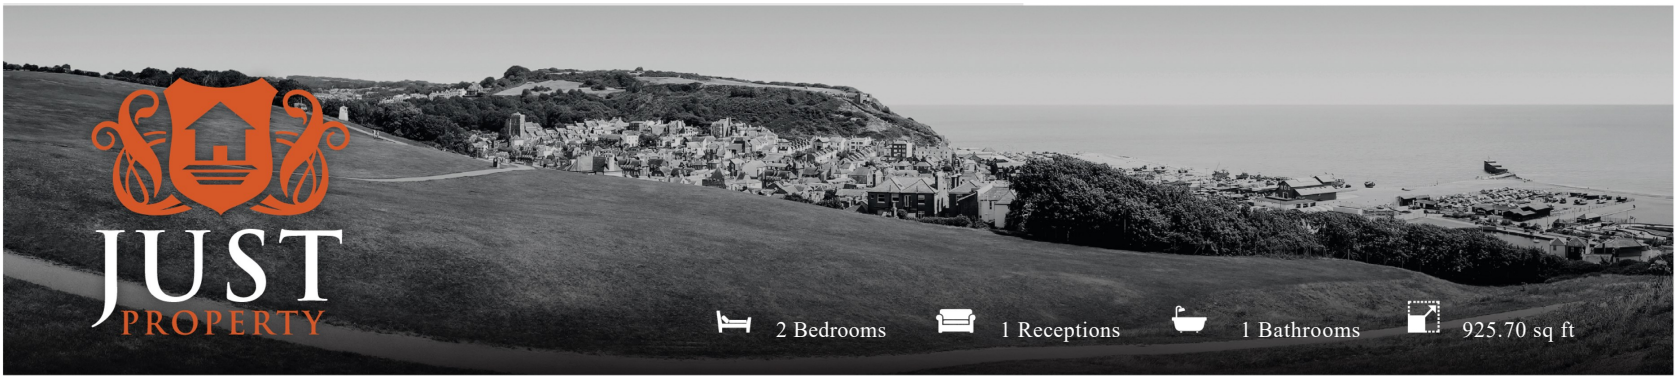 JUST
PROPERTY
2 Bedrooms
1 Receptions
1 Bathrooms
925.70 sq ft